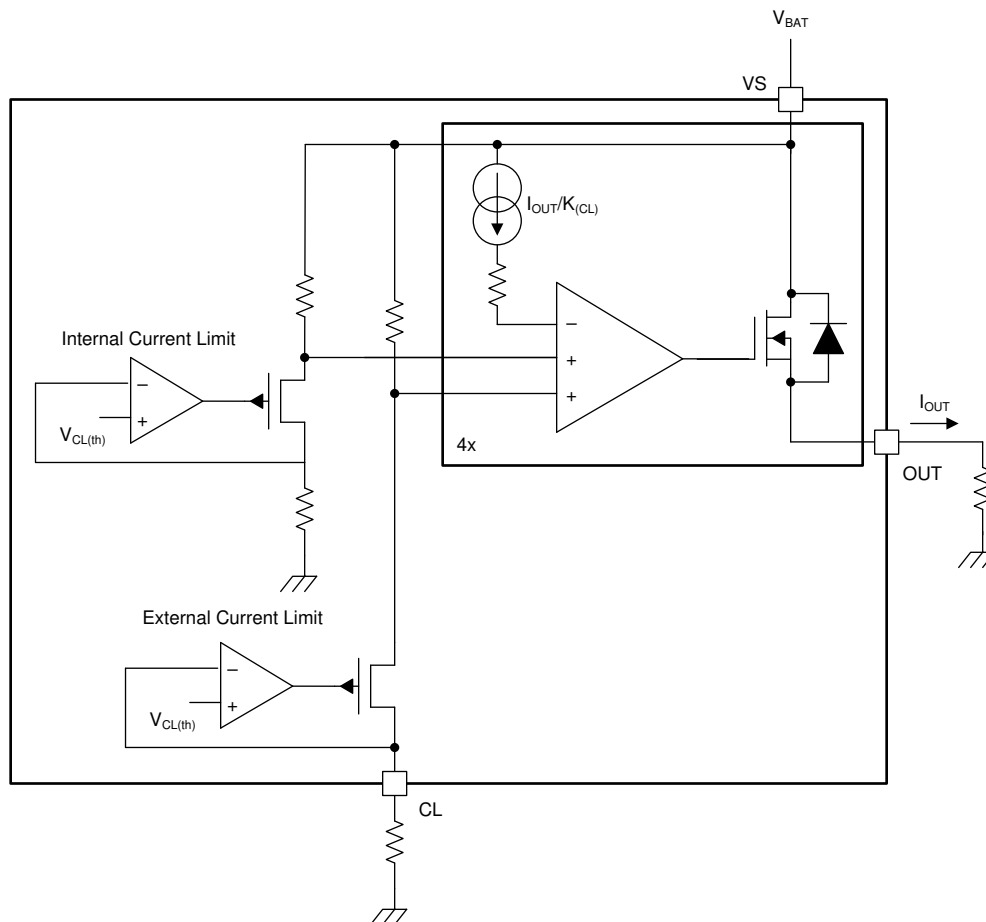 VBAT
VS
IOUT/K(CL)
Internal Current Limit
−
+
VCL(th)
−
+
+
4x
IOUT
OUT
External Current Limit
−
+
VCL(th)
CL